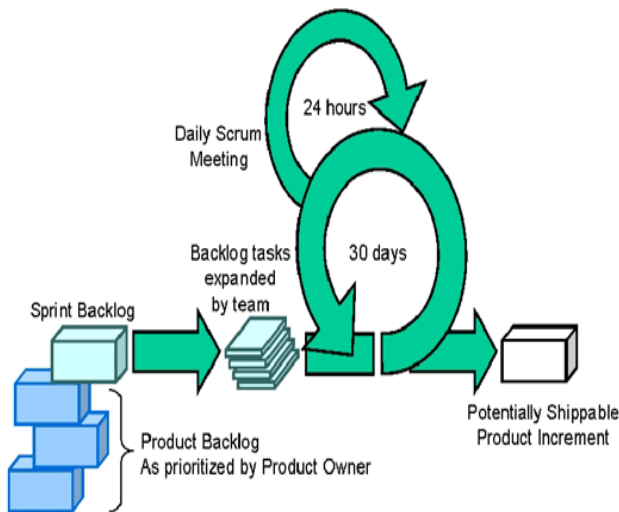 24 hours
Daily Scrum
Meeting
Backlog tasks
expanded
by team
30 days
Sprint Backlog
Potentially Shippable
Product Increment
Product Backlog
As prioritized by Product Owner